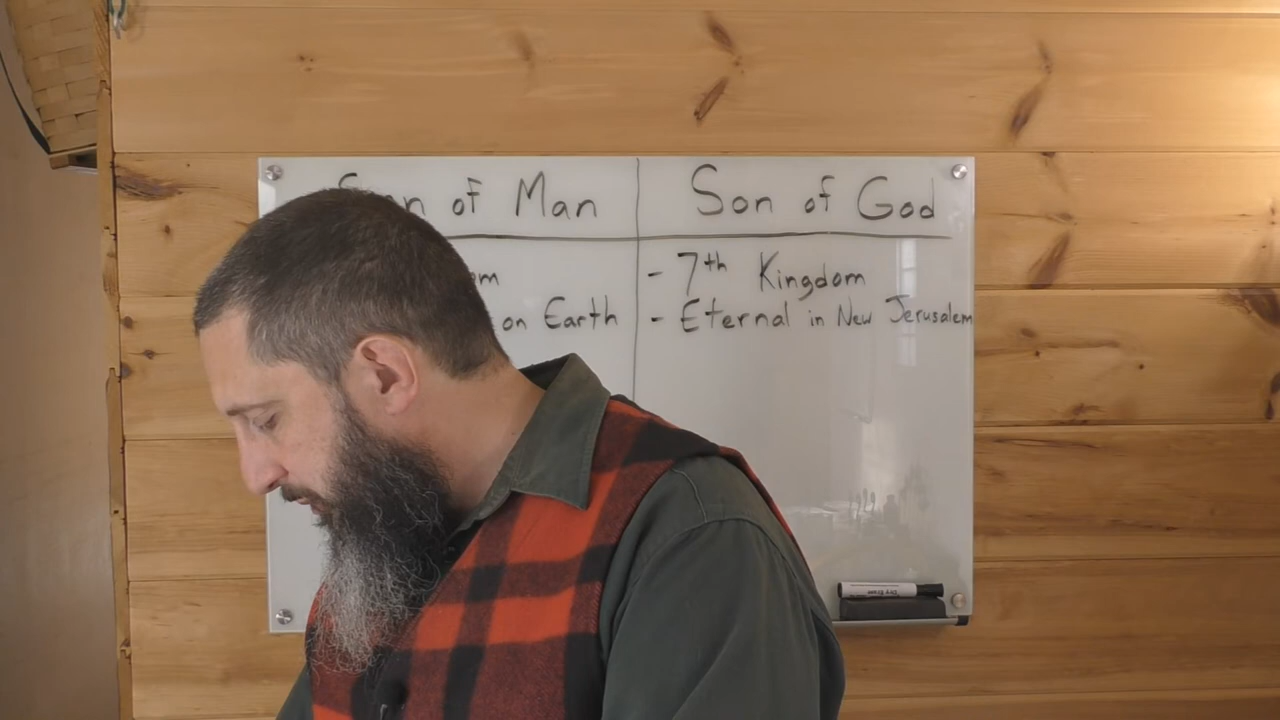 of Man
Son of God
on Earth
- 7th Kingdom
- Eternal in New Jerusalem